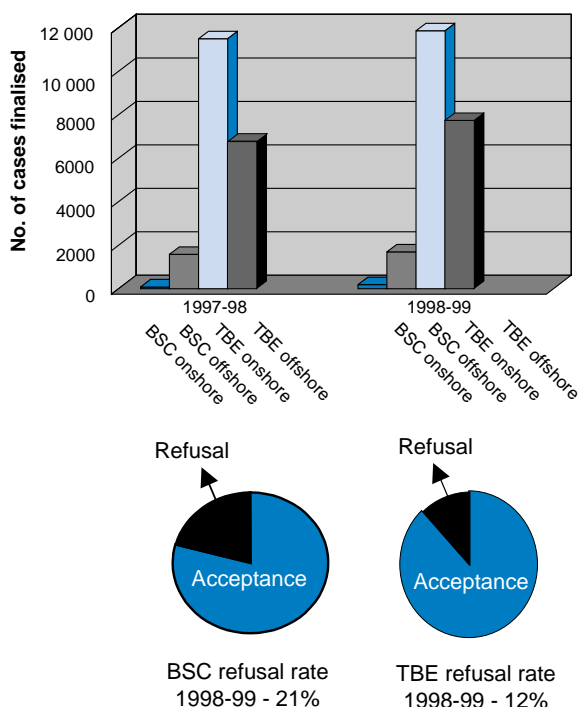 No. of cases finalised
12 000
10 000
8000
6000
4000
2000
0
1997-98
1998-99
BSC onshore
BSC offshore
TBE onshore
TBE offshore
BSC onshore
BSC offshore
TBE onshore
TBE offshore
Refusal
Acceptance
BSC refusal rate
1998-99 - 21%
Refusal
Acceptance
TBE refusal rate
1998-99 - 12%